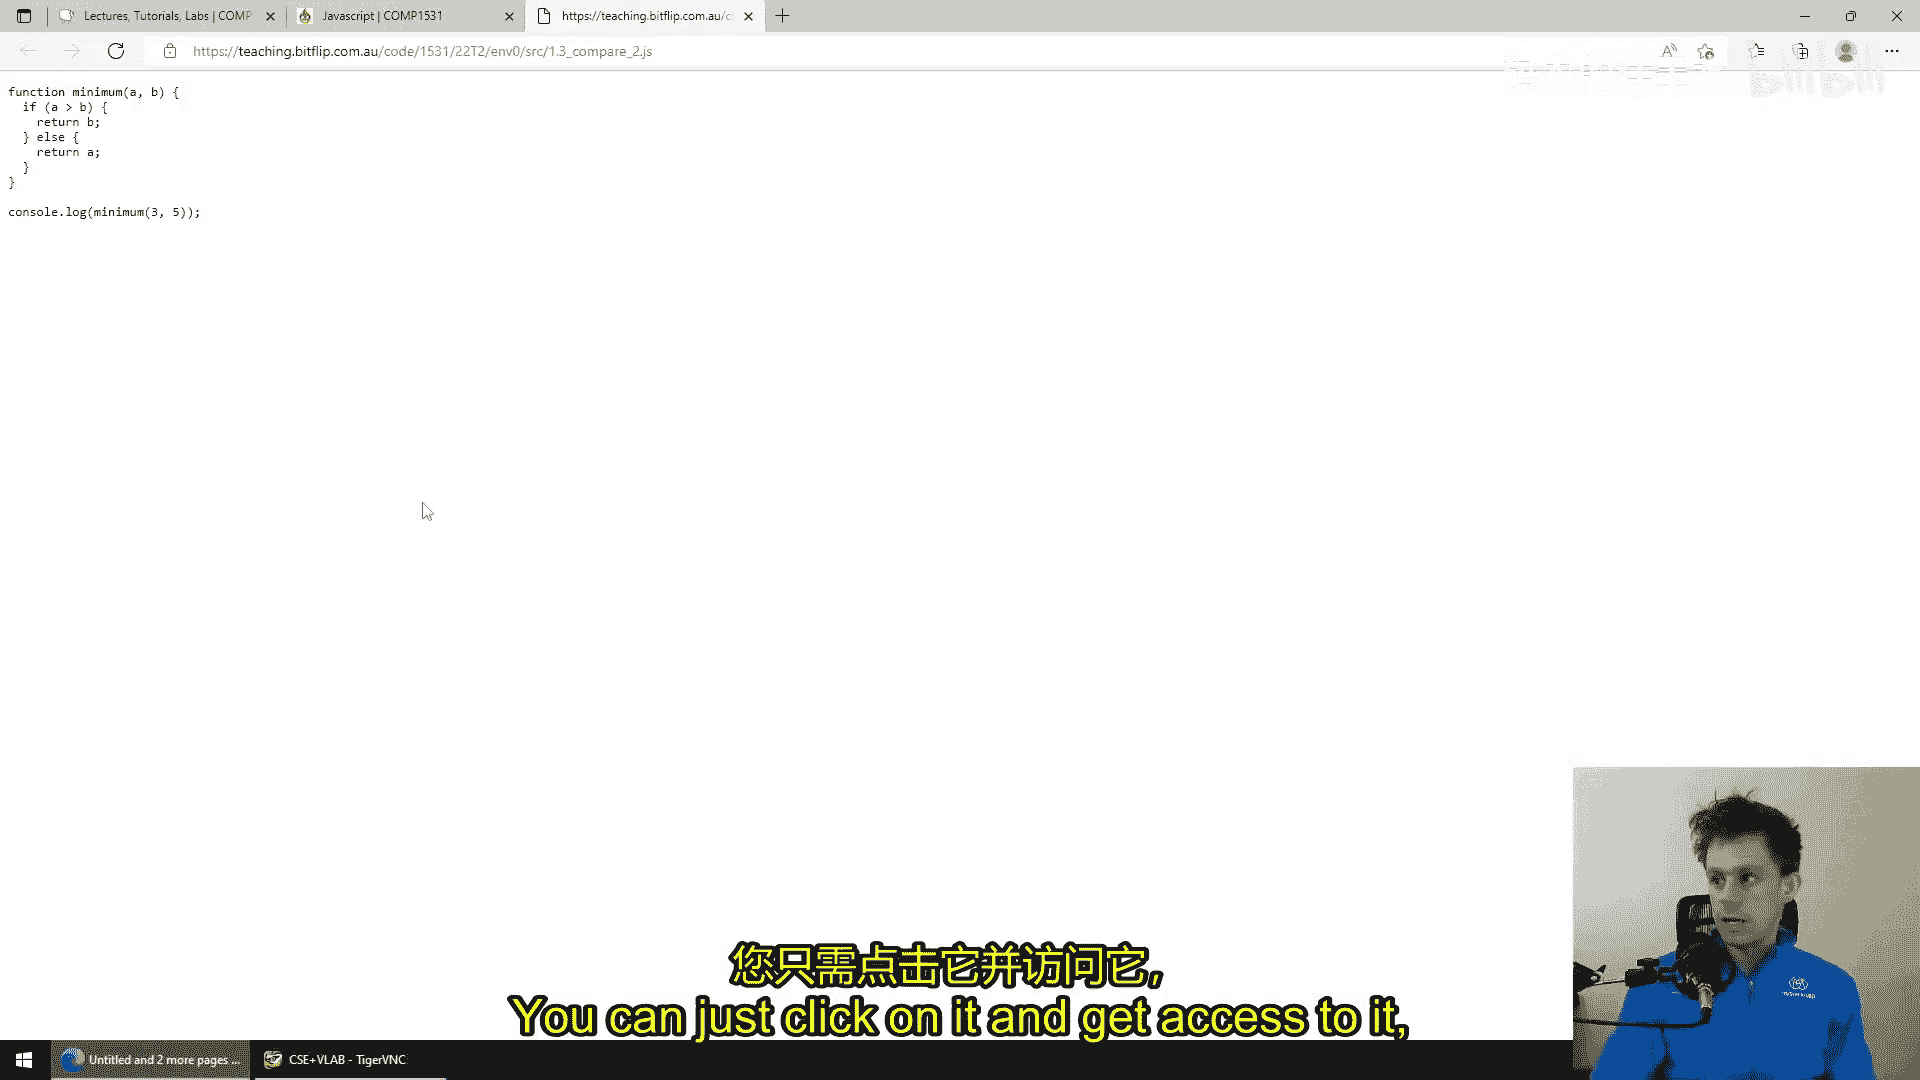 Lectures, Tutorials, Labs | COMP
Javascript | COMP1531
https://teaching.bitflip.com.au/c
https://teaching.bitflip.com.au/code/1531/22T2/env0/src/1.3_compare_2.js
function minimum(a, b) {
  if (a > b) {
    return b;
  } else {
    return a;
  }
}
console.log(minimum(3, 5));
您只需点击它并访问它,
You can just click on it and get access to it,
Untitled and 2 more pages ...
CSE+VLAB - TigerVNC